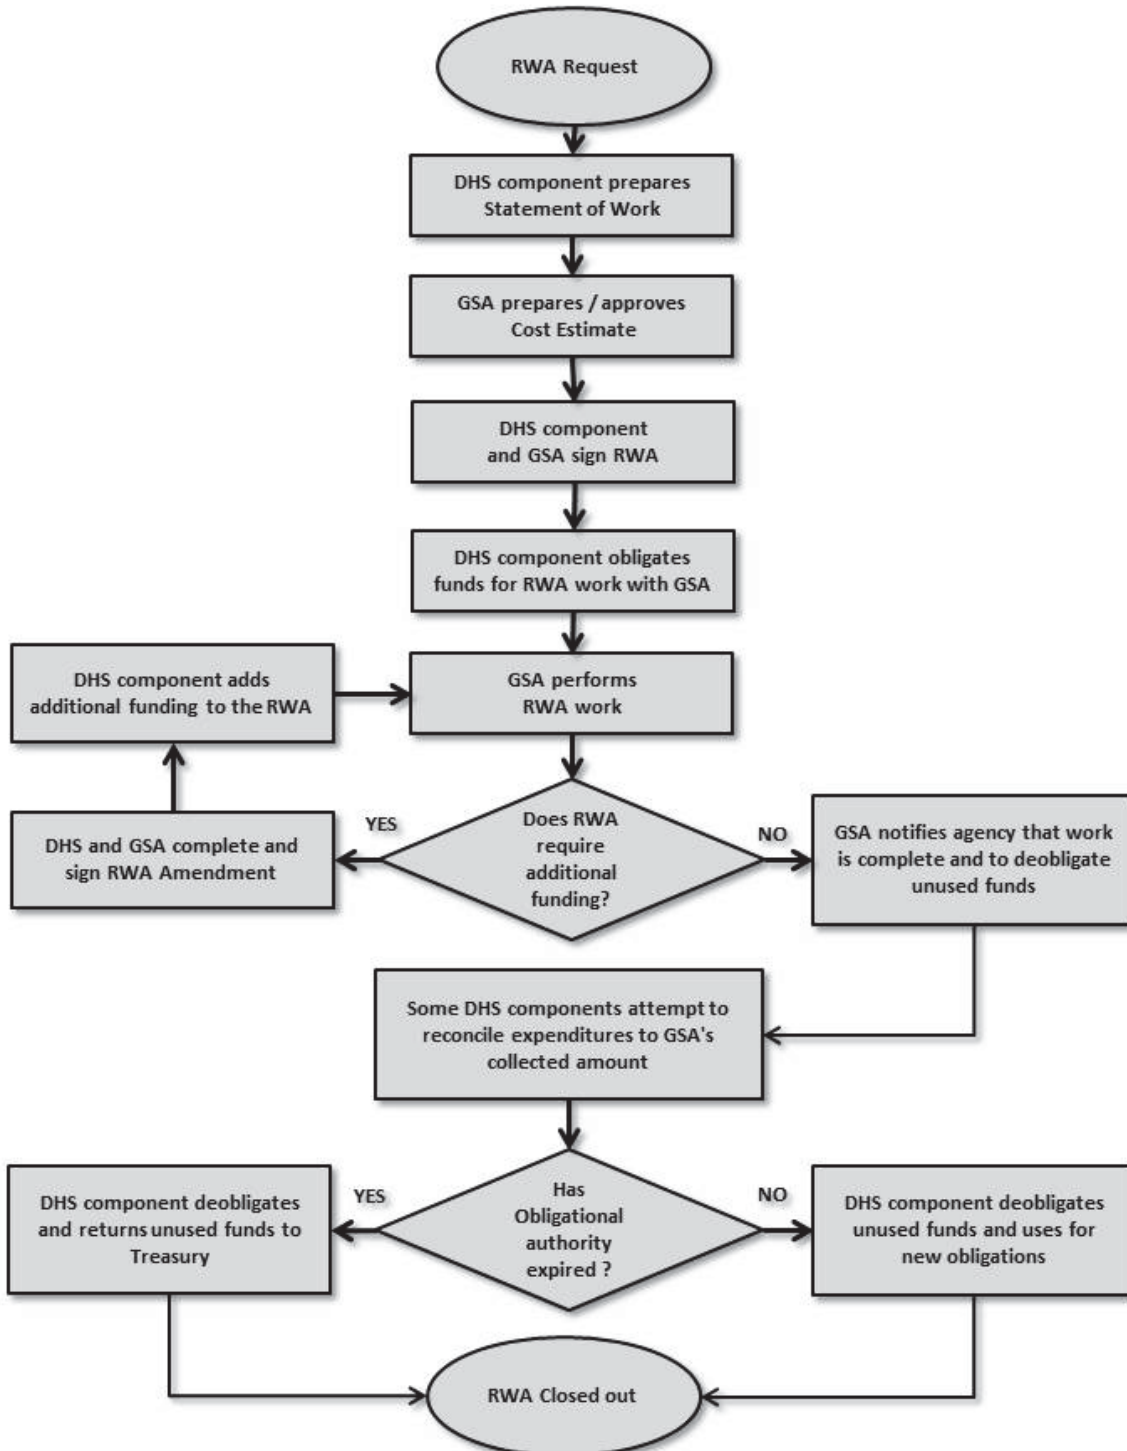 RWA Request
DHS component prepares
Statement of Work
GSA prepares / approves
Cost Estimate
DHS component
and GSA sign RWA
DHS component obligates
funds for RWA work with GSA
DHS component adds
additional funding to the RWA
GSA performs
RWA work
DHS and GSA complete and
sign RWA Amendment
YES
Does RWA
require
additional
funding?
NO
GSA notifies agency that work
is complete and to deobligate
unused funds
Some DHS components attempt to
reconcile expenditures to GSA's
collected amount
DHS component deobligates
and returns unused funds to
Treasury
YES
Has
Obligational
authority
expired ?
NO
DHS component deobligates
unused funds and uses for
new obligations
RWA Closed out